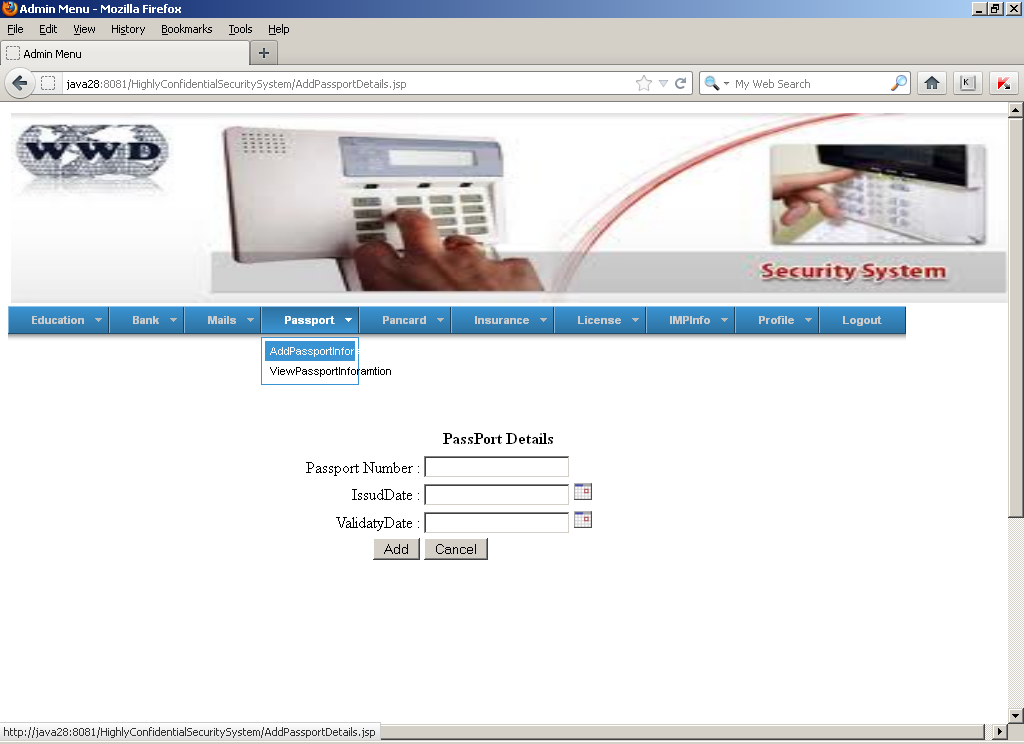 Admin Menu - Mozilla Firefox
File Edit View History Bookmarks Tools Help
Admin Menu
java28:8081/HighlyConfidentialSecuritySystem/AddPassportDetails.jsp My Web Search
WWD
Security System
Education Bank Mails Passport Pancard Insurance License IMPInfo Profile Logout
AddPassportInfor
ViewPassportInforamtion
PassPort Details
Passport Number :
IssudDate :
ValidatyDate :
Add Cancel
http://java28:8081/HighlyConfidentialSecuritySystem/AddPassportDetails.jsp